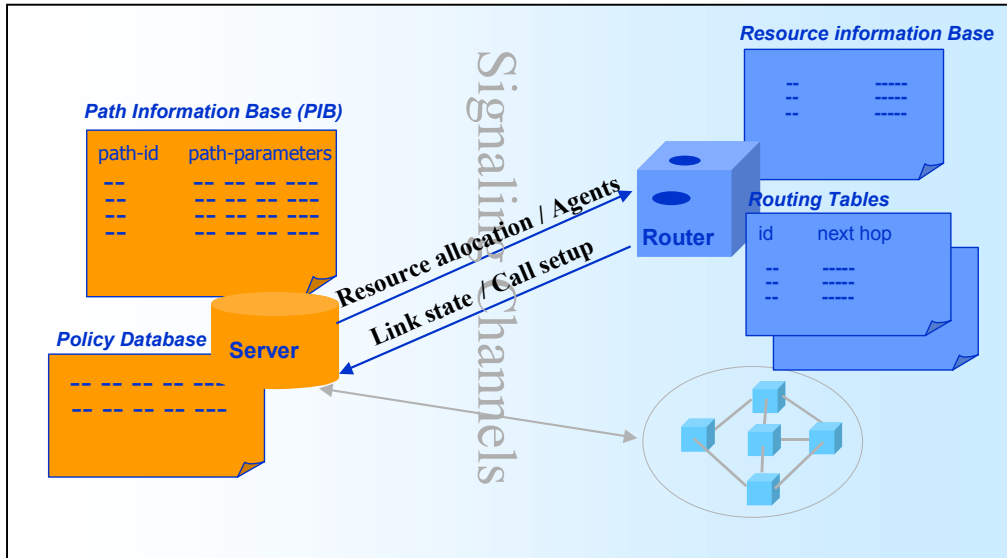 Resource information Base
-- -----
-- -----
-- -----
Path Information Base (PIB)
path-id path-parameters
-- -- -- -- ---
-- -- -- -- ---
-- -- -- -- ---
-- -- -- -- ---
Signaling Channels
Resource allocation / Agents
Link state / Call setup
Router
Routing Tables
id next hop
-- -----
-- -----
Policy Database
Server
-- -- -- -- ---
-- -- -- -- ---